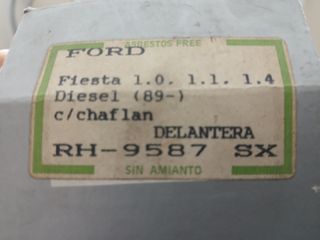 ASBESTOS FREE
FORD
Fiesta 1.0. 1.1. 1.4
Diesel (89-)
c/chaflan
DELANTERA
RH-9587 SX
SIN AMIANTO